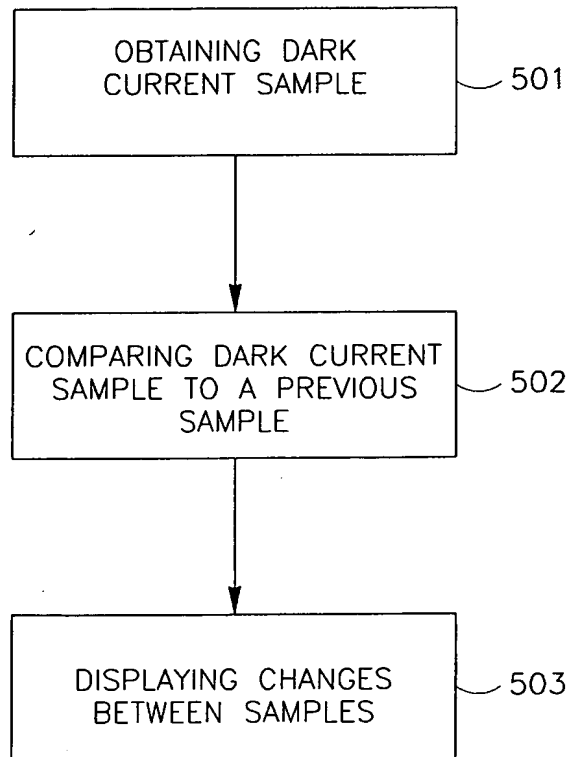 OBTAINING DARK
CURRENT SAMPLE
501
COMPARING DARK CURRENT
SAMPLE TO A PREVIOUS
SAMPLE
502
DISPLAYING CHANGES
BETWEEN SAMPLES
503